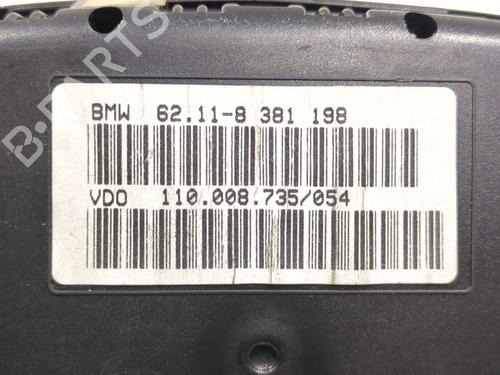 B-PARTS
BMW 62.11-8 381 198
VDO 110.008.735/054